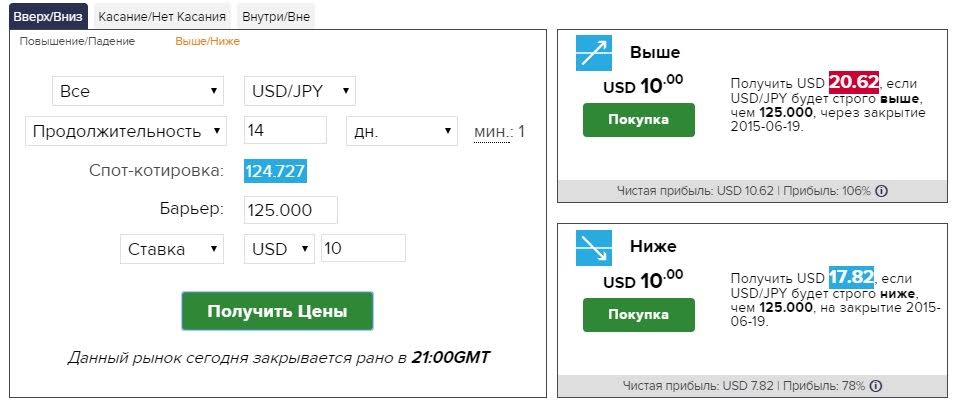 Вверх/Вниз
Касание/Нет Касания
Внутри/Вне
Повышение/Падение
Выше/Ниже
Все
USD/JPY
Продолжительность
14
дн.
мин.: 1
Спот-котировка:
124.727
Барьер:
125.000
Ставка
USD
10
Получить Цены
Данный рынок сегодня закрывается рано в 21:00GMT
Выше
USD 10.00
Покупка
Получить USD 20.62, если
USD/JPY будет строго выше,
чем 125.000, через закрытие
2015-06-19.
Чистая прибыль: USD 10.62 | Прибыль: 106%
Ниже
USD 10.00
Покупка
Получить USD 17.82, если
USD/JPY будет строго ниже,
чем 125.000, на закрытие 2015-
06-19.
Чистая прибыль: USD 7.82 | Прибыль: 78%